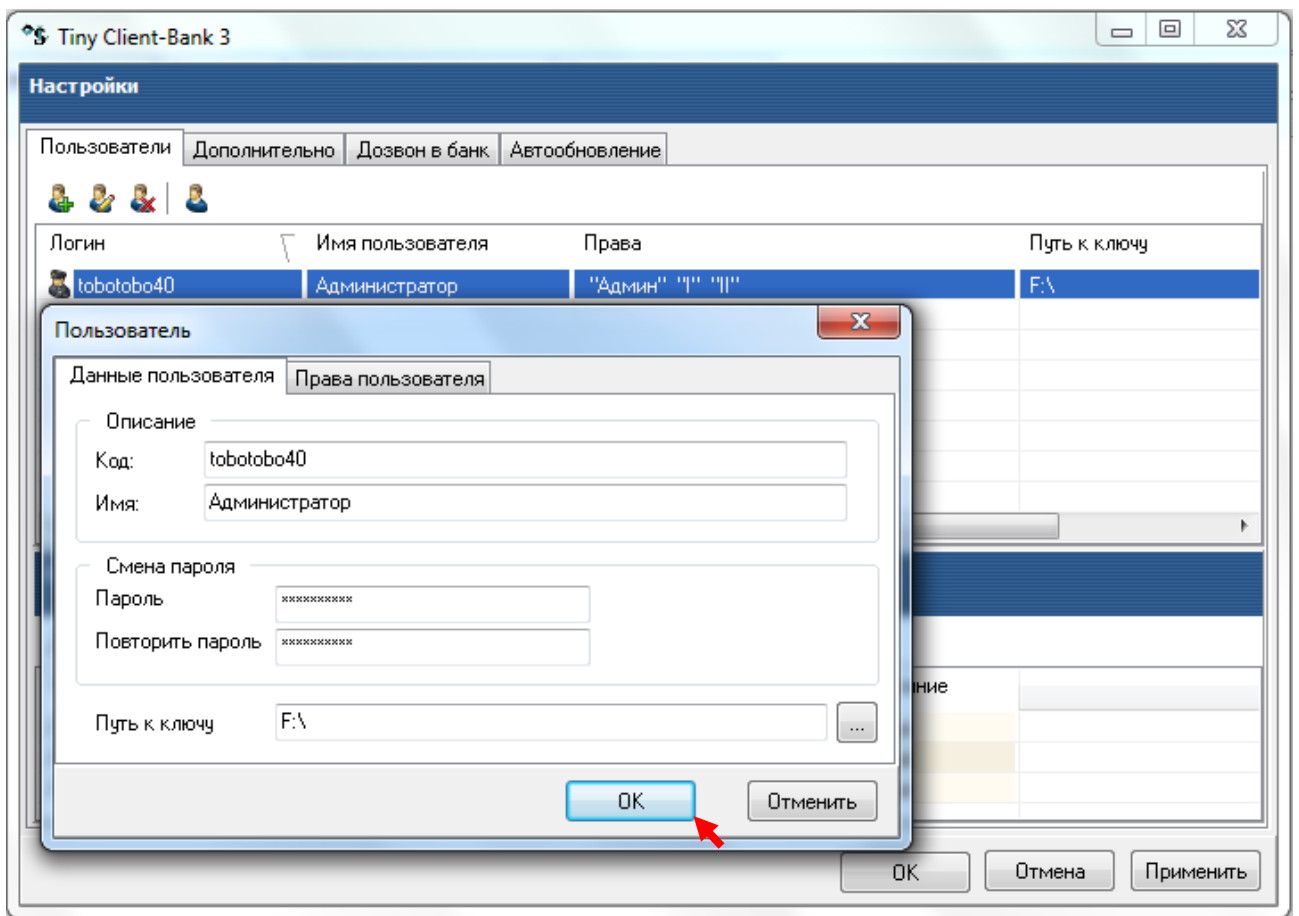 Tiny Client-Bank 3
Настройки
Пользователи Дополнительно Дозвон в банк Автообновление
Логин Имя пользователя Права Путь к ключу
tobotobo40 Администратор "Админ" "I" "II" F:\
Пользователь
Данные пользователя Права пользователя
Описание
Код: tobotobo40
Имя: Администратор
Смена пароля
Пароль **********
Повторить пароль **********
ние
Путь к ключу F:\ ...
OK Отменить
OK Отмена Применить